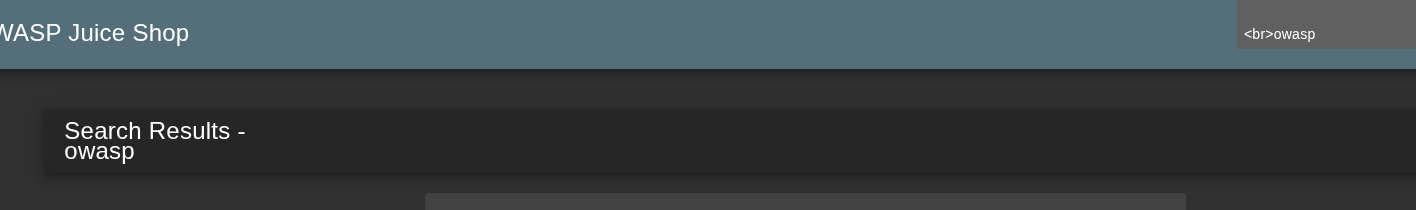 WASP Juice Shop
<br>owasp
Search Results -
owasp